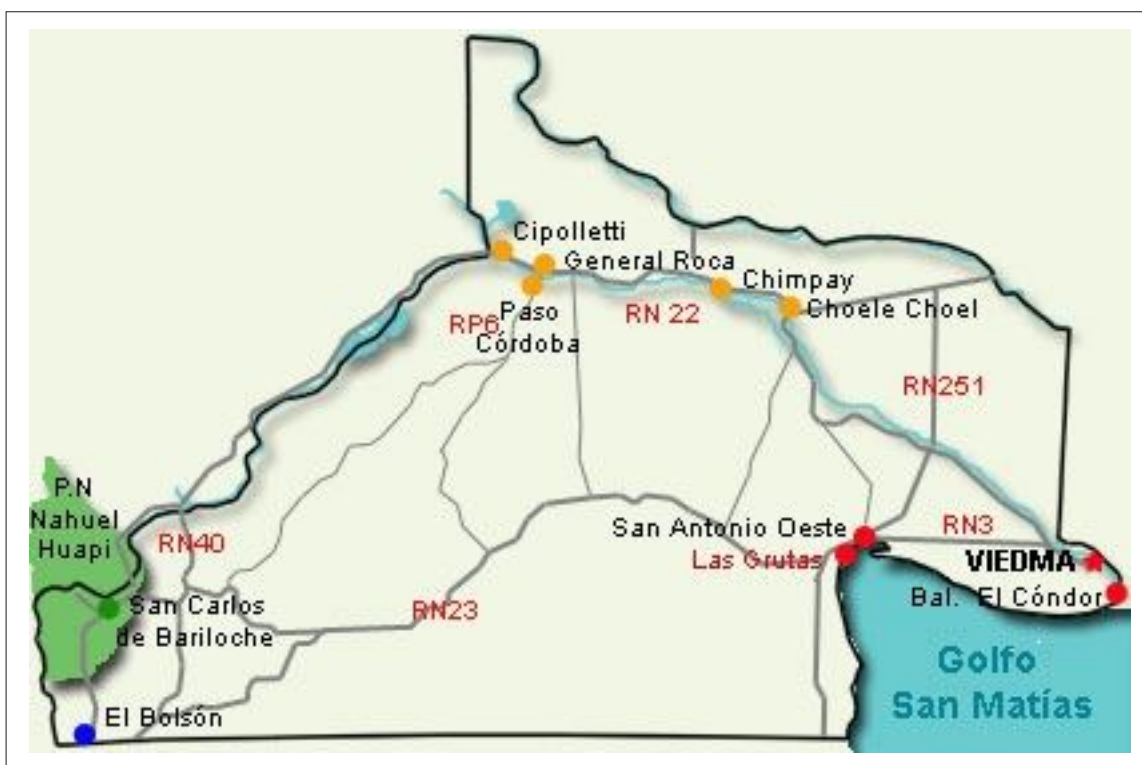 Cipolletti
General Roca
Chimpay
Choele Choel
Paso
Córdoba
RP6
RN 22
RN251
P.N
Nahuel
Huapi
RN40
San Antonio Oeste
Las Grutas
RN3
VIEDMA
Bal. El Cóndor
San Carlos
de Bariloche
RN23
Golfo
San Matías
El Bolsón